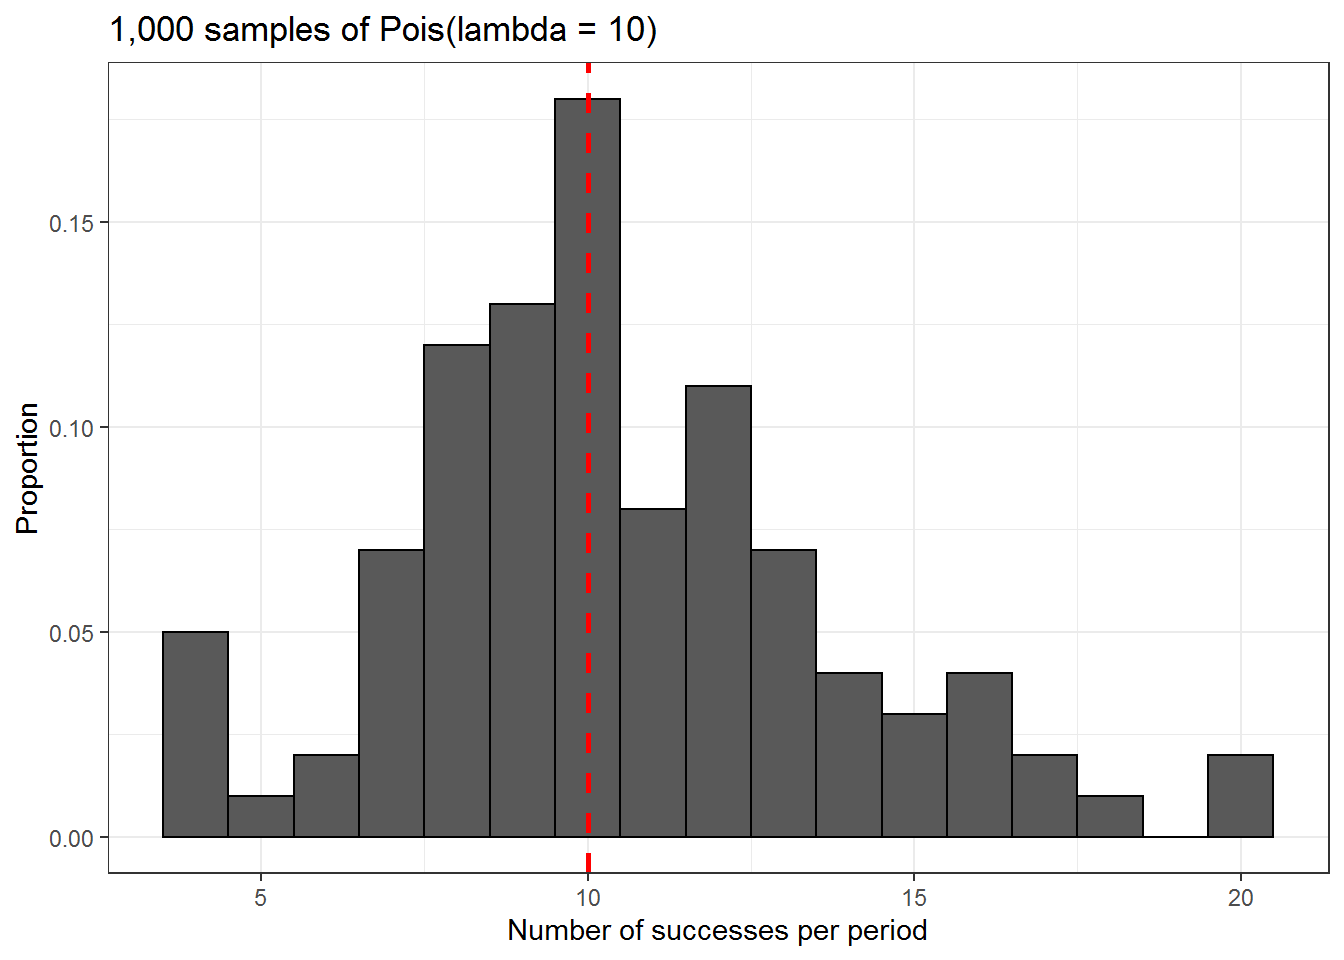 1,000 samples of Pois(lambda = 10)
0.15
0.10
0.05
0.00
Proportion
5 10 15 20
Number of successes per period